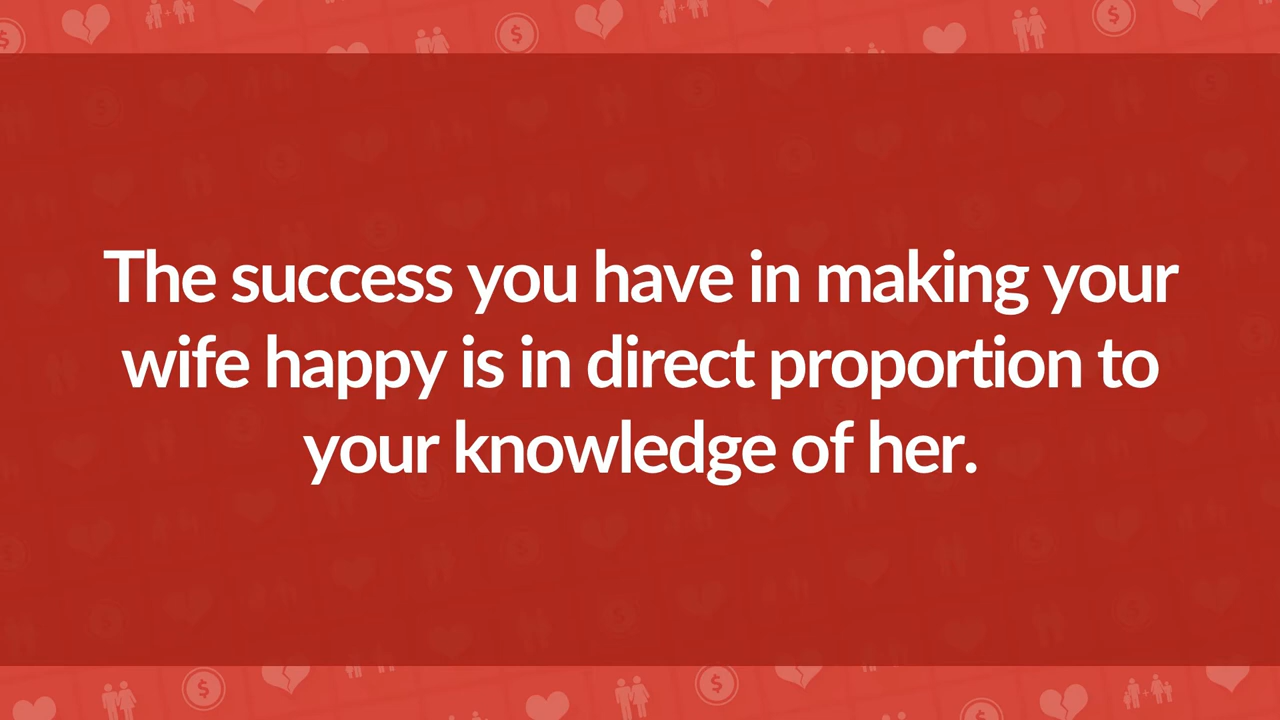 The success you have in making your
wife happy is in direct proportion to
your knowledge of her.